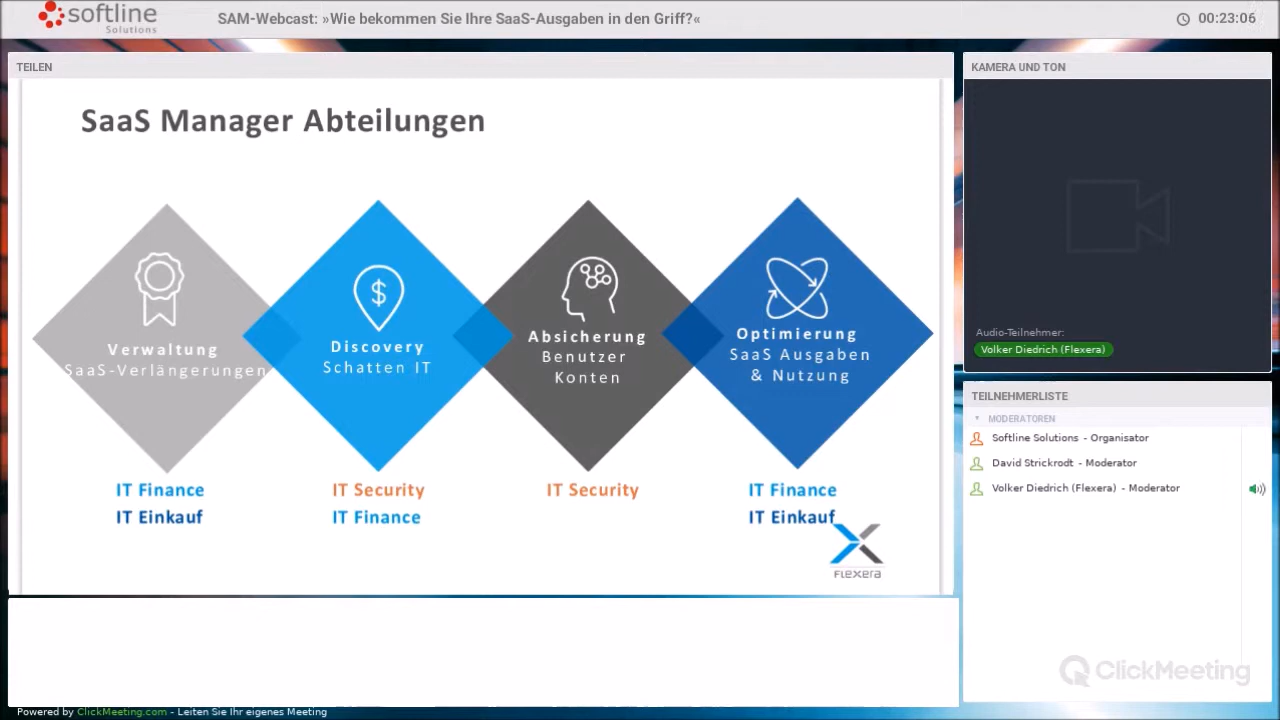 softline
Solutions
SAM-Webcast: »Wie bekommen Sie Ihre SaaS-Ausgaben in den Griff?«
00:23:06
TEILEN
SaaS Manager Abteilungen
Verwaltung
SaaS-Verlängerungen
IT Finance
IT Einkauf
Discovery
Schatten IT
IT Security
IT Finance
Absicherung
Benutzer
Konten
IT Security
Optimierung
SaaS Ausgaben
& Nutzung
IT Finance
IT Einkauf
FLEXERA
KAMERA UND TON
Audio-Teilnehmer:
Volker Diedrich (Flexera)
TEILNEHMERLISTE
MODERATOREN
Softline Solutions - Organisator
David Strickrodt - Moderator
Volker Diedrich (Flexera) - Moderator
ClickMeeting
Powered by ClickMeeting.com - Leiten Sie Ihr eigenes Meeting